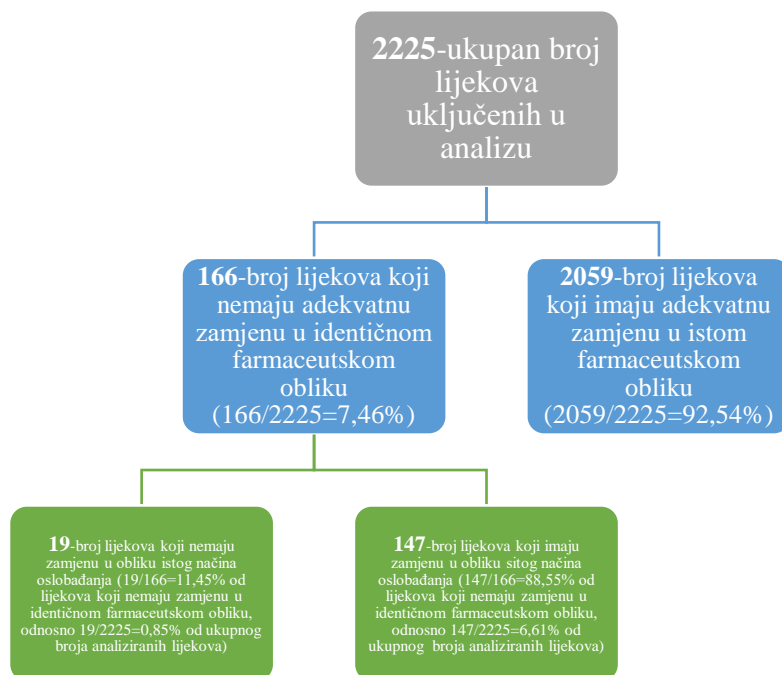 2225-ukupan broj
lijekova
uključenih u
analizu
166-broj lijekova koji
nemaju adekvatnu
zamjenu u identičnom
farmaceutskom
obliku
(166/2225=7,46%)
2059-broj lijekova
koji imaju adekvatnu
zamjenu u istom
farmaceutskom
obliku
(2059/2225=92,54%)
19-broj lijekova koji nemaju
zamjenu u obliku istog načina
oslobađanja (19/166=11,45% od
lijekova koji nemaju zamjenu u
identičnom farmaceutskom obliku,
odnosno 19/2225=0,85% od ukupnog
broja analiziranih lijekova)
147-broj lijekova koji imaju
zamjenu u obliku sitog načina
oslobađanja (147/166=88,55% od
lijekova koji nemaju zamjenu u
identičnom farmaceutskom obliku,
odnosno 147/2225=6,61% od
ukupnog broja analiziranih lijekova)